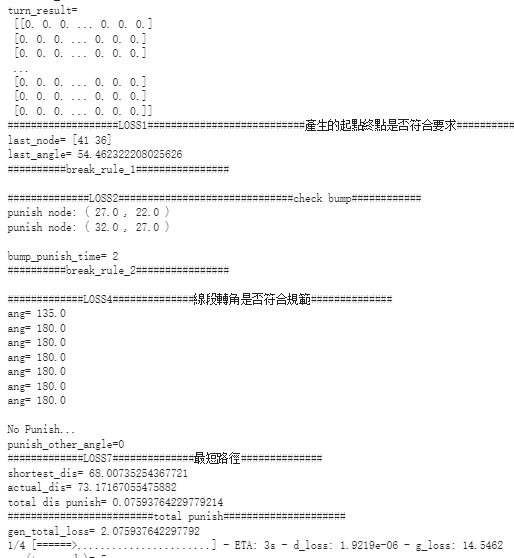 turn_result=
[[0. 0. 0. ... 0. 0. 0.]
[0. 0. 0. ... 0. 0. 0.]
[0. 0. 0. ... 0. 0. 0.]
...
[0. 0. 0. ... 0. 0. 0.]
[0. 0. 0. ... 0. 0. 0.]
[0. 0. 0. ... 0. 0. 0.]]
###################LOSS1###########################產生的起點終點是否符合要求##########
last_node= [41 36]
last_angle= 54.462322208025626
##########break_rule_1################
##############LOSS2##############################check bump############
punish node: ( 27.0 , 22.0 )
punish node: ( 32.0 , 27.0 )
bump_punish_time= 2
##########break_rule_2################
#############LOSS4##############線段轉角是否符合規範##############
ang= 135.0
ang= 180.0
ang= 180.0
ang= 180.0
ang= 180.0
ang= 180.0
ang= 180.0
No Punish...
punish_other_angle=0
#############LOSS7##############最短路徑##############
shortest_dis= 68.00735254367721
actual_dis= 73.17167055475882
total dis punish= 0.07593764229779214
#########################total punish#####################
gen_total_loss= 2.075937642297792
1/4 [======>.......................] - ETA: 3s - d_loss: 1.9219e-06 - g_loss: 14.5462